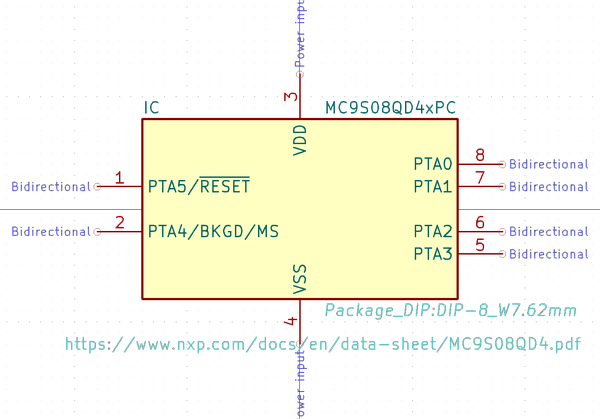 Power inpu
3
IC
MC9S08QD4xPC
VDD
8
PTA0
Bidirectional
Bidirectional
1
PTA5/RESET
7
PTA1
Bidirectional
Bidirectional
2
PTA4/BKGD/MS
6
PTA2
Bidirectional
5
PTA3
Bidirectional
VSS
4
Package_DIP:DIP-8_W7.62mm
https://www.nxp.com/docs/en/data-sheet/MC9S08QD4.pdf
ower input